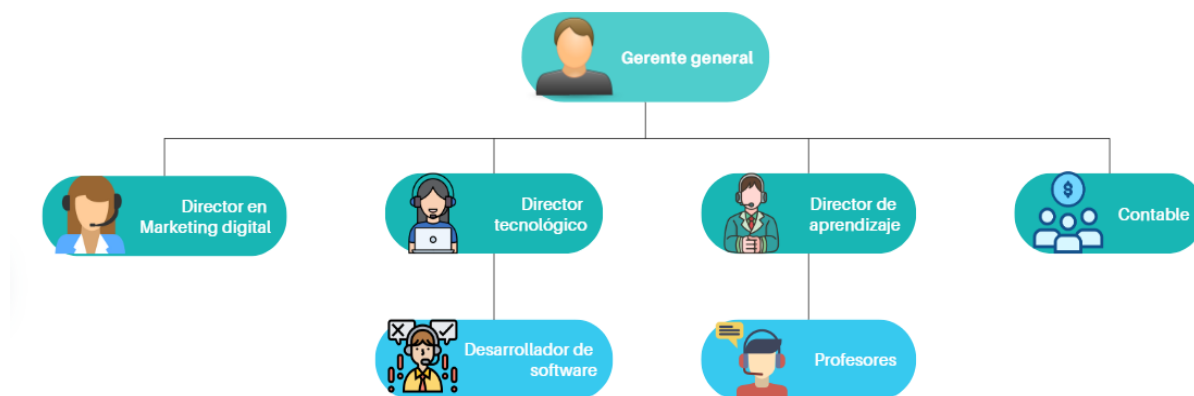 Gerente general
Director en
Marketing digital
Director
tecnológico
Director de
aprendizaje
$
Contable
Desarrollador de
software
Profesores